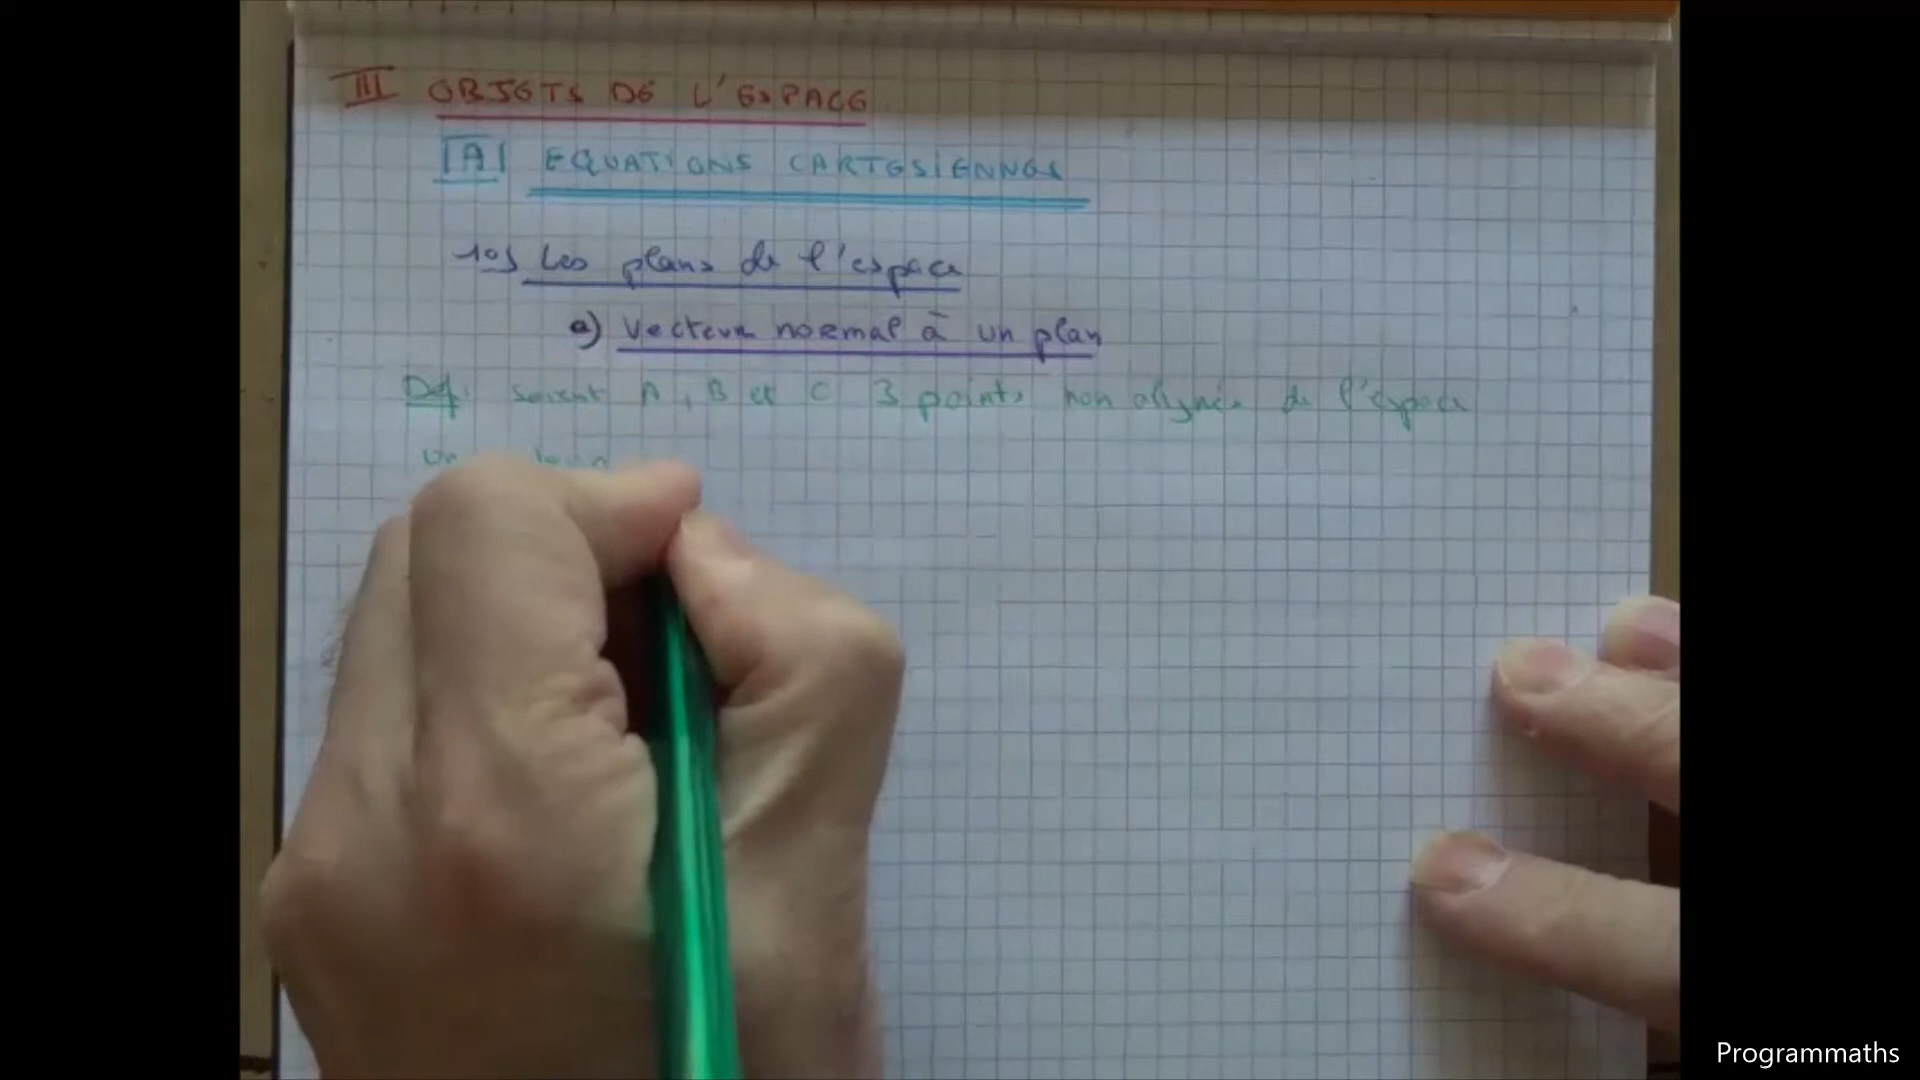 III OBJETS DE L'ESPACE
[A] EQUATIONS CARTESIENNES
1°) Les plans de l'espace
a) Vecteur normal à un plan
Def: Soient A, B et C 3 points non alignés de l'espace
un
Programmaths